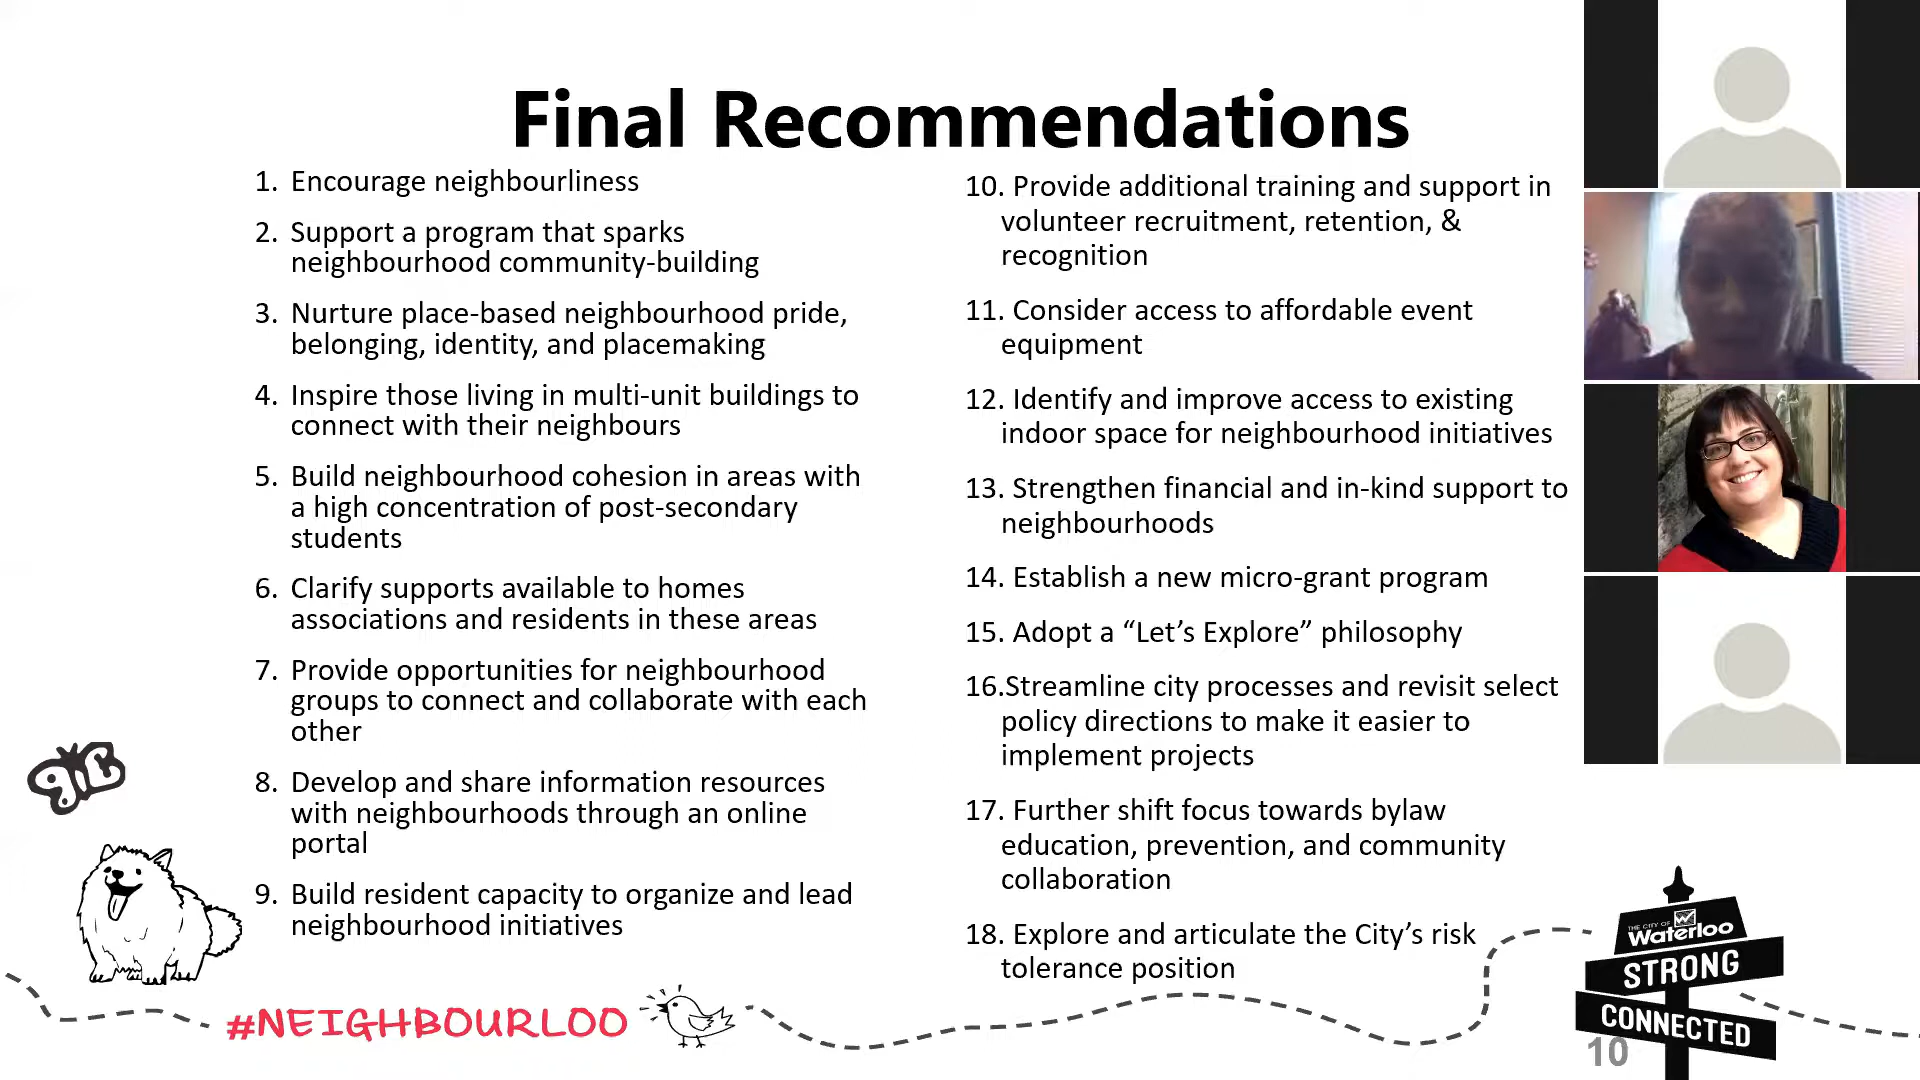 Final Recommendations
1. Encourage neighbourliness
2. Support a program that sparks
neighbourhood community-building
3. Nurture place-based neighbourhood pride,
belonging, identity, and placemaking
4. Inspire those living in multi-unit buildings to
connect with their neighbours
5. Build neighbourhood cohesion in areas with
a high concentration of post-secondary
students
6. Clarify supports available to homes
associations and residents in these areas
7. Provide opportunities for neighbourhood
groups to connect and collaborate with each
other
8. Develop and share information resources
with neighbourhoods through an online
portal
9. Build resident capacity to organize and lead
neighbourhood initiatives
10. Provide additional training and support in
volunteer recruitment, retention, &
recognition
11. Consider access to affordable event
equipment
12. Identify and improve access to existing
indoor space for neighbourhood initiatives
13. Strengthen financial and in-kind support to
neighbourhoods
14. Establish a new micro-grant program
15. Adopt a “Let’s Explore” philosophy
16.Streamline city processes and revisit select
policy directions to make it easier to
implement projects
17. Further shift focus towards bylaw
education, prevention, and community
collaboration
18. Explore and articulate the City’s risk
tolerance position
#NEIGHBOURLOO
THE CITY OF
Waterloo
STRONG
CONNECTED
10